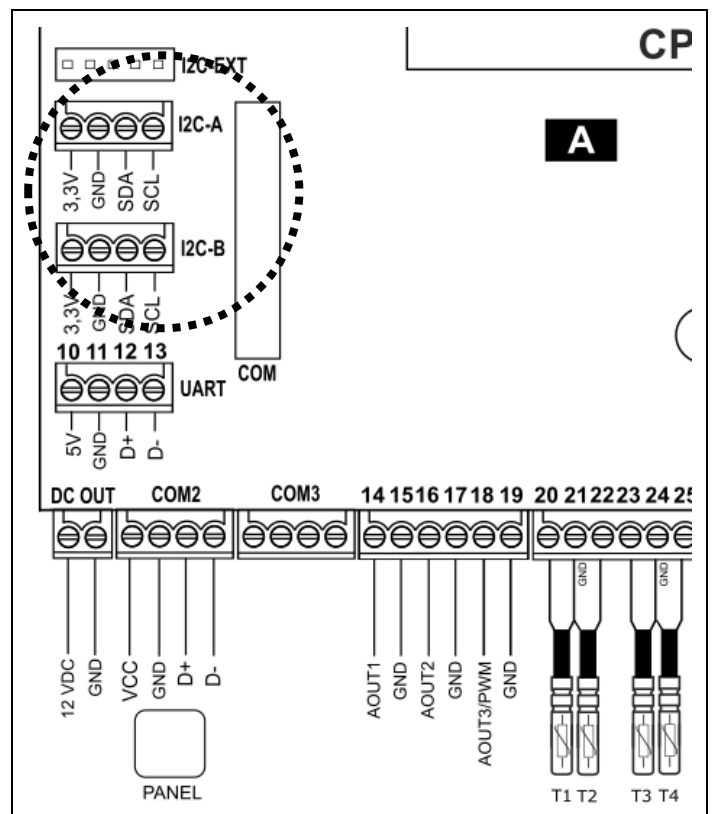 CP
I2C-EXT
I2C-A
A
3,3V GND SDA SCL
I2C-B
3,3V GND SDA SCL
10 11 12 13
COM
UART
5V GND D+ D-
DC OUT COM2 COM3 14 15 16 17 18 19 20 21 22 23 24 25
GND GND
12 VDC GND VCC GND D+ D- AOUT1 GND AOUT2 GND AOUT3/PWM GND
PANEL
T1 T2 T3 T4